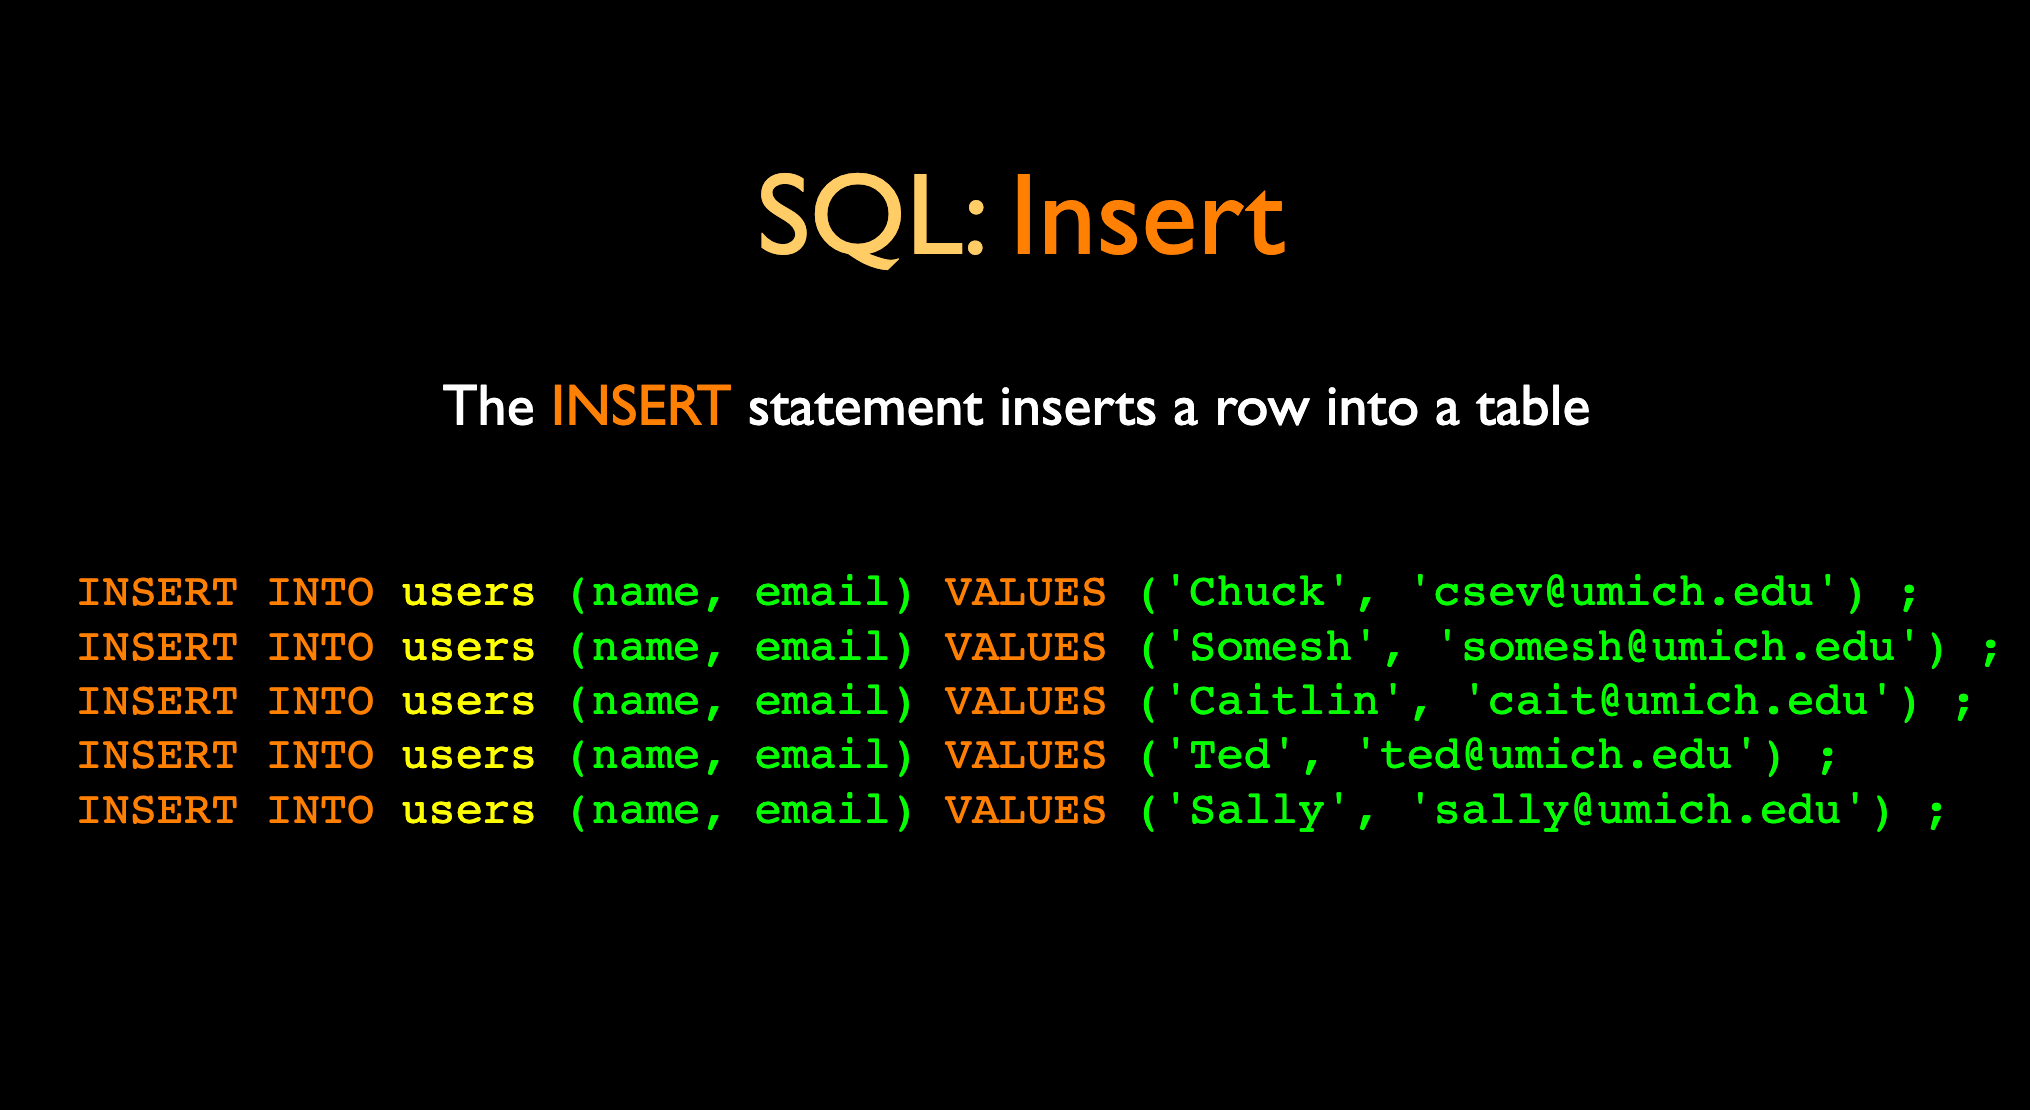 SQL: Insert
The INSERT statement inserts a row into a table
INSERT INTO users (name, email) VALUES ('Chuck', 'csev@umich.edu') ;
INSERT INTO users (name, email) VALUES ('Somesh', 'somesh@umich.edu') ;
INSERT INTO users (name, email) VALUES ('Caitlin', 'cait@umich.edu') ;
INSERT INTO users (name, email) VALUES ('Ted', 'ted@umich.edu') ;
INSERT INTO users (name, email) VALUES ('Sally', 'sally@umich.edu') ;